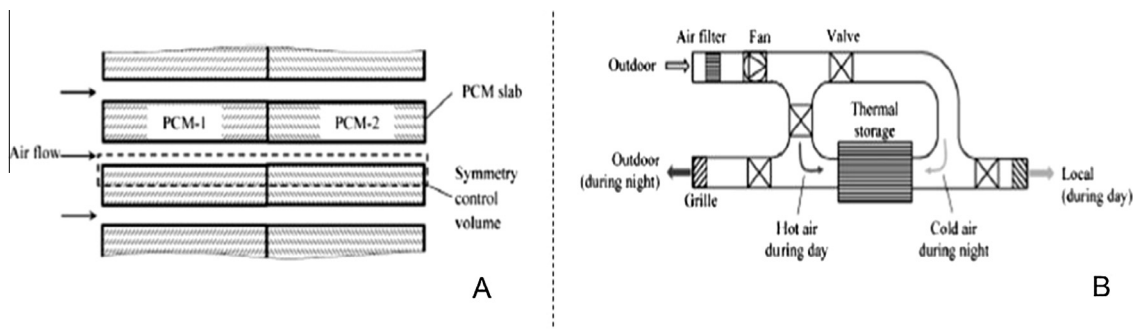 PCM slab
PCM-1
PCM-2
Air flow
Symmetry
control
volume
A
Air filter
Fan
Valve
Outdoor
Thermal
storage
Outdoor
(during night)
Grille
Local
(during day)
Hot air
during day
Cold air
during night
B